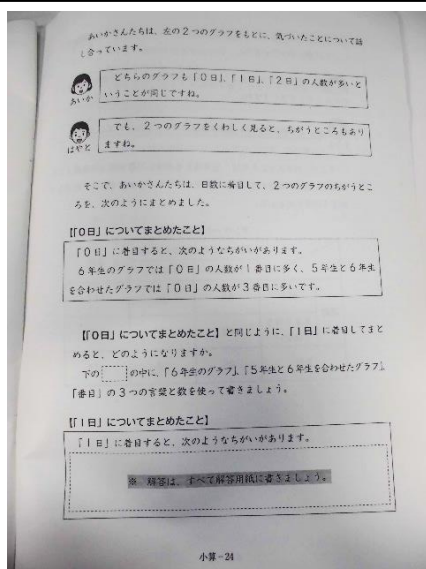 あいかさんたちは、左の2つのグラフをもとに、気づいたことについて話
し合っています。
あいか
どちらのグラフも「0日」、「1日」、「2日」の人数が多いと
いうことが同じですね。
はやと
でも、2つのグラフをくわしく見ると、ちがうところもあり
ますね。
そこで、あいかさんたちは、日数に着目して、2つのグラフのちがうとこ
ろを、次のようにまとめました。
【「0日」についてまとめたこと】
「0日」に着目すると、次のようなちがいがあります。
6年生のグラフでは「0日」の人数が1番目に多く、5年生と6年生
を合わせたグラフでは「0日」の人数が3番目に多いです。
【「0日」についてまとめたこと】と同じように、「1日」に着目してまと
めると、どのようになりますか。
下の の中に、「6年生のグラフ」、「5年生と6年生を合わせたグラフ」、
「番目」の3つの言葉と数を使って書きましょう。
【「1日」についてまとめたこと】
「1日」に着目すると、次のようなちがいがあります。
※ 解答は、すべて解答用紙に書きましょう。
小算－24